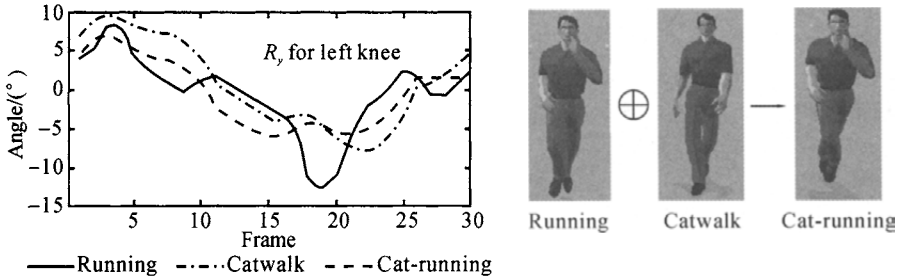 10
5
0
−5
−10
−15
Angle/(°)
R_y for left knee
5 10 15 20 25 30
Frame
Running Catwalk Cat-running
Running Catwalk Cat-running